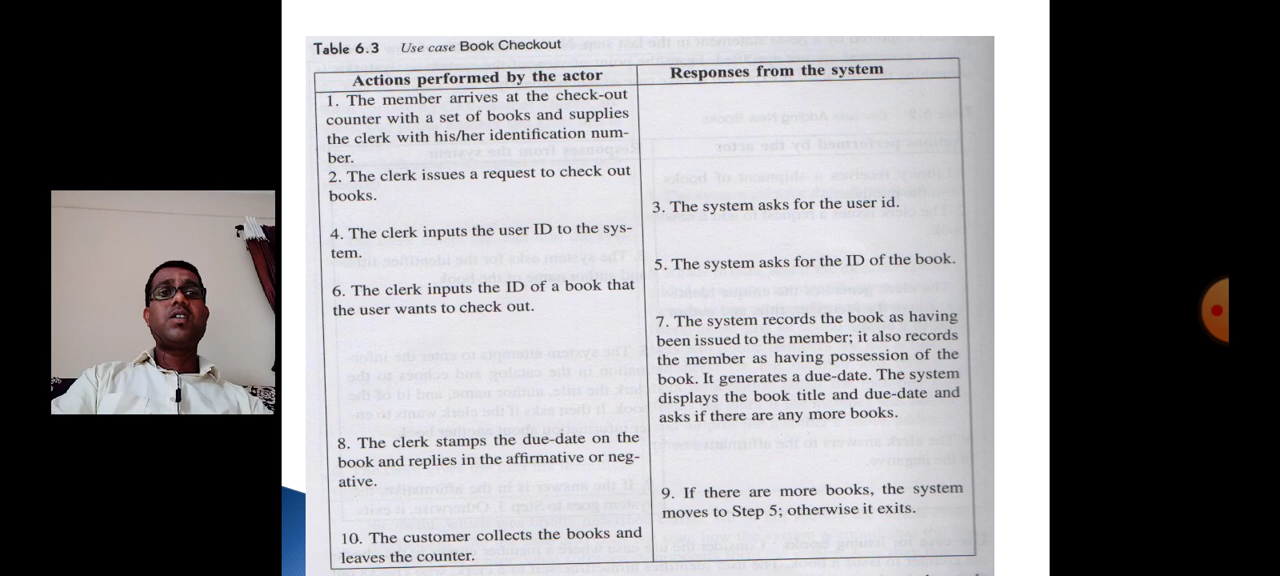 Table 6.3 Use case Book Checkout
Actions performed by the actor
Responses from the system
1. The member arrives at the check-out
counter with a set of books and supplies
the clerk with his/her identification num-
ber.
2. The clerk issues a request to check out
books.
3. The system asks for the user id.
4. The clerk inputs the user ID to the sys-
tem.
5. The system asks for the ID of the book.
6. The clerk inputs the ID of a book that
the user wants to check out.
7. The system records the book as having
been issued to the member; it also records
the member as having possession of the
book. It generates a due-date. The system
displays the book title and due-date and
asks if there are any more books.
8. The clerk stamps the due-date on the
book and replies in the affirmative or neg-
ative.
9. If there are more books, the system
moves to Step 5; otherwise it exits.
10. The customer collects the books and
leaves the counter.